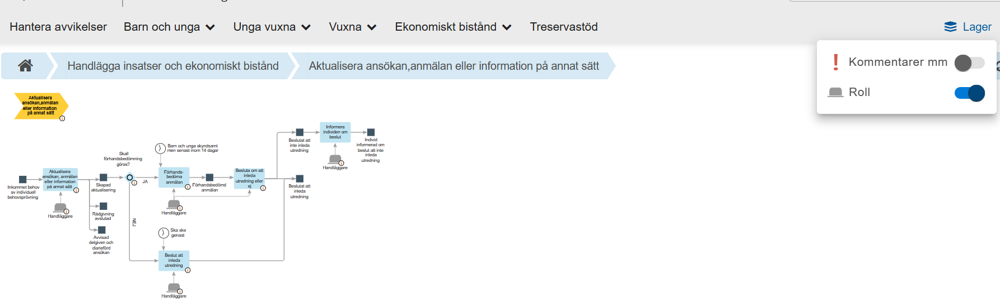 Hantera avvikelser
Barn och unga
Unga vuxna
Vuxna
Ekonomiskt bistånd
Treservastöd
Lager
Kommentarer mm
Roll
Handlägga insatser och ekonomiskt bistånd
Aktualisera ansökan,anmälan eller information på annat sätt
Aktualisera
ansökan,anmälan
eller information
på annat sätt
Inkommet behov
av individuell
behovsprövning
Aktualisera
ansökan, anmälan
eller information
på annat sätt
Handläggare
Skapad
aktualisering
Rådgivning
avslutad
Avvisad
delgiven och
diarieförd
ansökan
Skall
förhandsbedömning
göras?
JA
NEJ
Barn och unga skyndsamt
men senast inom 14 dagar
Förhands-
bedöma
anmälan
Handläggare
Förhandsbedömd
anmälan
Besluta om att
inleda
utredning eller
ej
Ska ske
genast
Beslut att
inleda
utredning
Handläggare
Beslutat att
inte inleda
utredning
Beslutat att
inleda
utredning
Informera
individen om
beslut
Handläggare
Individ
informerad om
beslut att inte
inleda
utredning